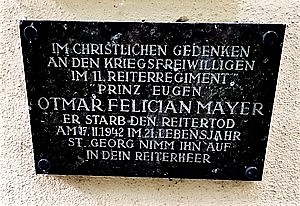 IM CHRISTLICHEN GEDENKEN
AN DEN KRIEGSFREIWILLIGEN
IM 11. REITERREGIMENT
PRINZ EUGEN
OTMAR FELICIAN MAYER
ER STARB DEN REITERTOD
AM 17. 11. 1942 IM 21. LEBENSJAHR
ST. GEORG NIMM IHN AUF
IN DEIN REITERHEER